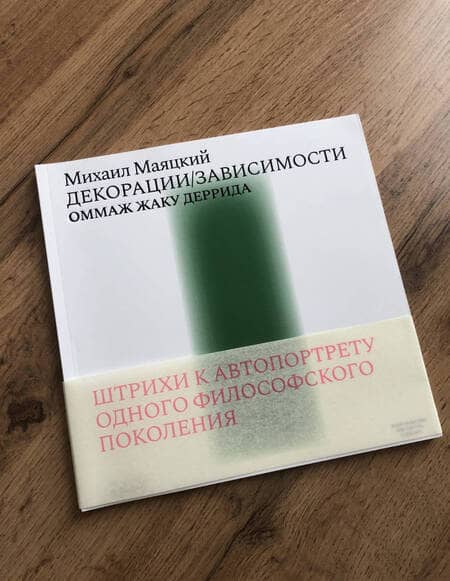 Михаил Маяцкий
ДЕКОРАЦИИ/ЗАВИСИМОСТИ
ОММАЖ ЖАКУ ДЕРРИДА
ШТРИХИ К АВТОПОРТРЕТУ
ОДНОГО ФИЛОСОФСКОГО
ПОКОЛЕНИЯ